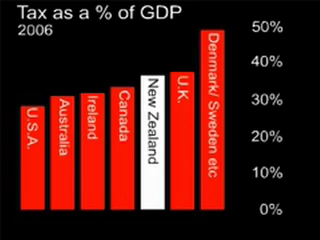 Tax as a % of GDP
2006
50%
40%
30%
20%
10%
0%
U.S.A.
Australia
Ireland
Canada
New Zealand
U.K.
Denmark/ Sweden etc